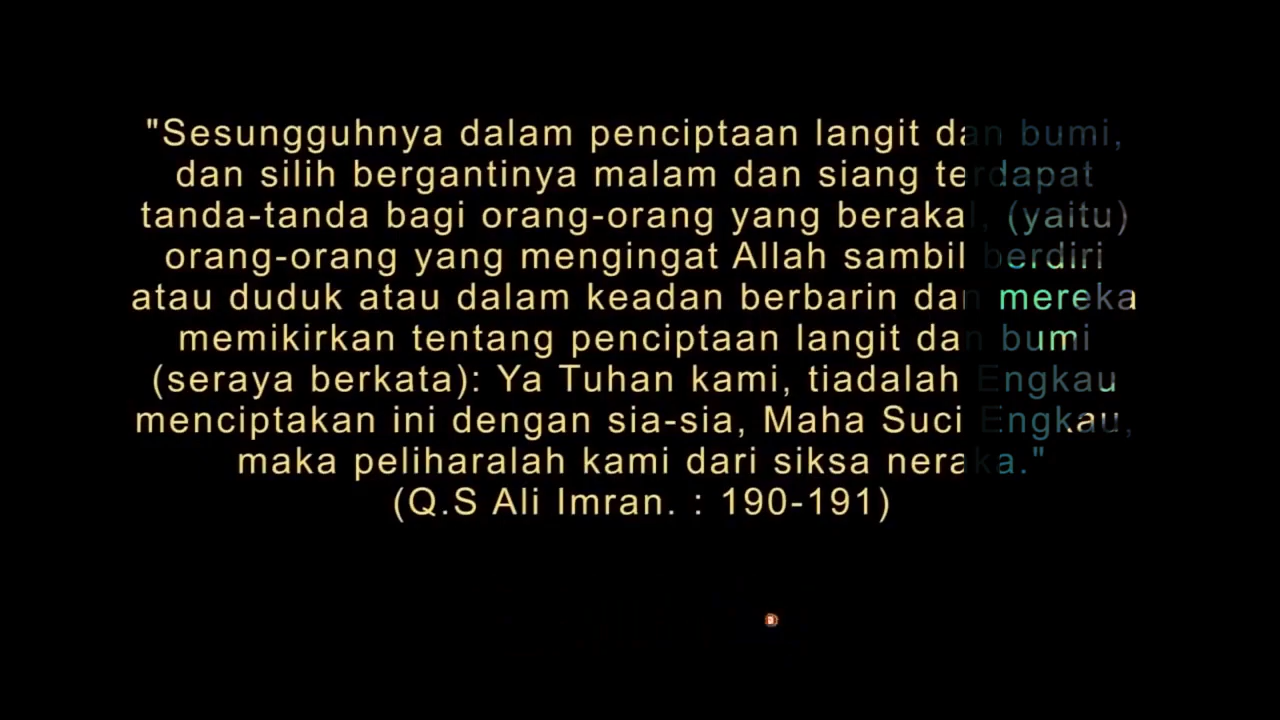 "Sesungguhnya dalam penciptaan langit dan bumi,
dan silih bergantinya malam dan siang terdapat
tanda-tanda bagi orang-orang yang berakal, (yaitu)
orang-orang yang mengingat Allah sambil berdiri
atau duduk atau dalam keadan berbarin dan mereka
memikirkan tentang penciptaan langit dan bumi
(seraya berkata): Ya Tuhan kami, tiadalah Engkau
menciptakan ini dengan sia-sia, Maha Suci Engkau,
maka peliharalah kami dari siksa neraka."
(Q.S Ali Imran. : 190-191)